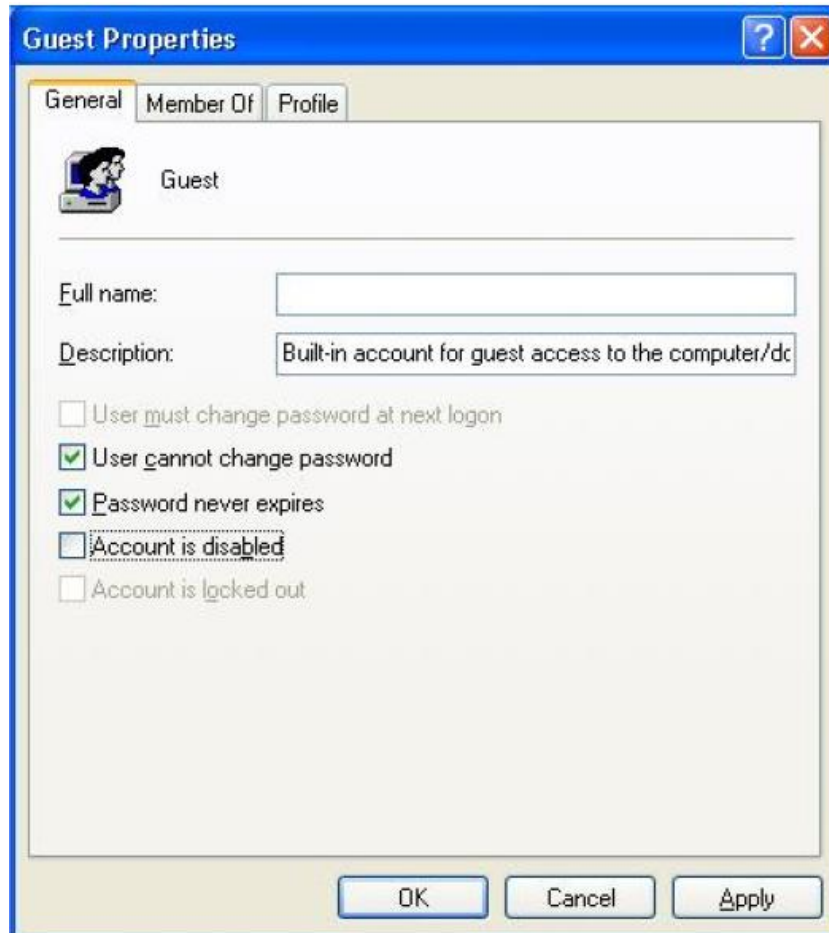 Guest Properties
General Member Of Profile
Guest
Full name:
Description: Built-in account for guest access to the computer/dc
User must change password at next logon
User cannot change password
Password never expires
Account is disabled
Account is locked out
OK Cancel Apply